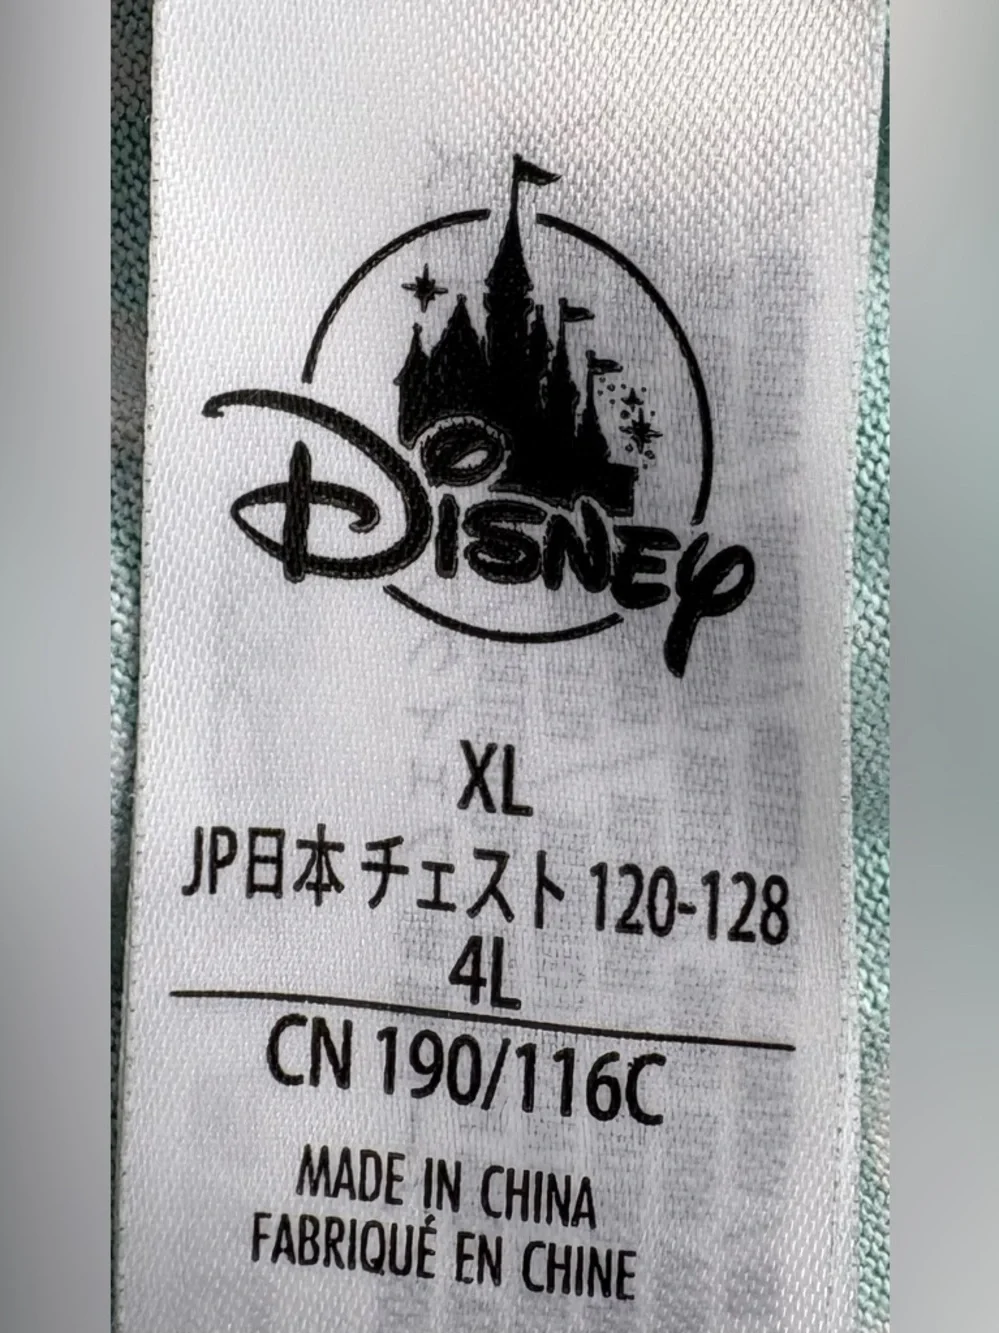 Disney
XL
JP日本 チェスト 120-128
4L
CN 190/116C
MADE IN CHINA
FABRIQUÉ EN CHINE